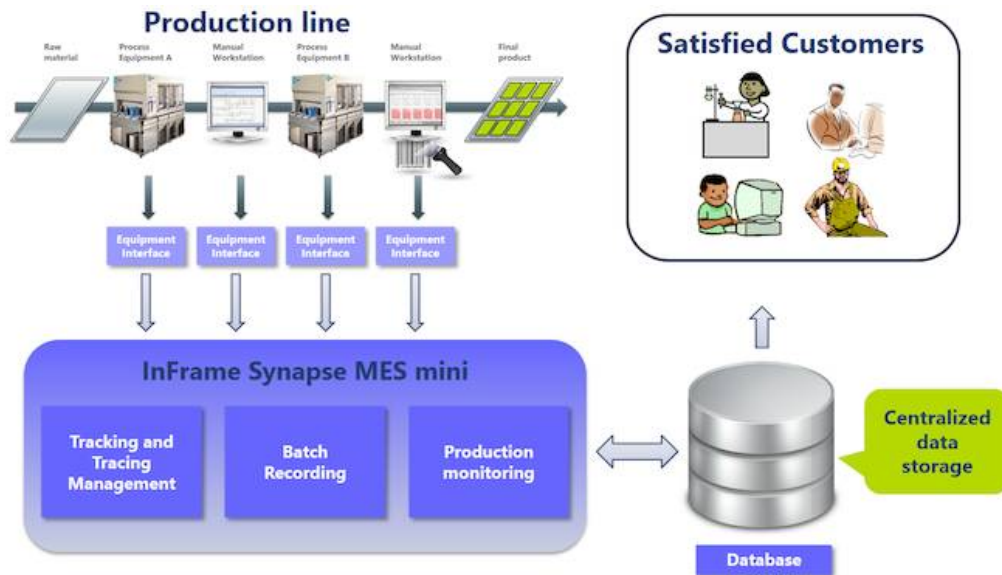 Production line
Raw
material
Process
Equipment A
Manual
Workstation
Process
Equipment B
Manual
Workstation
Final
product
Satisfied Customers
Equipment
Interface
Equipment
Interface
Equipment
Interface
Equipment
Interface
InFrame Synapse MES mini
Tracking and
Tracing
Management
Batch
Recording
Production
monitoring
Centralized
data
storage
Database